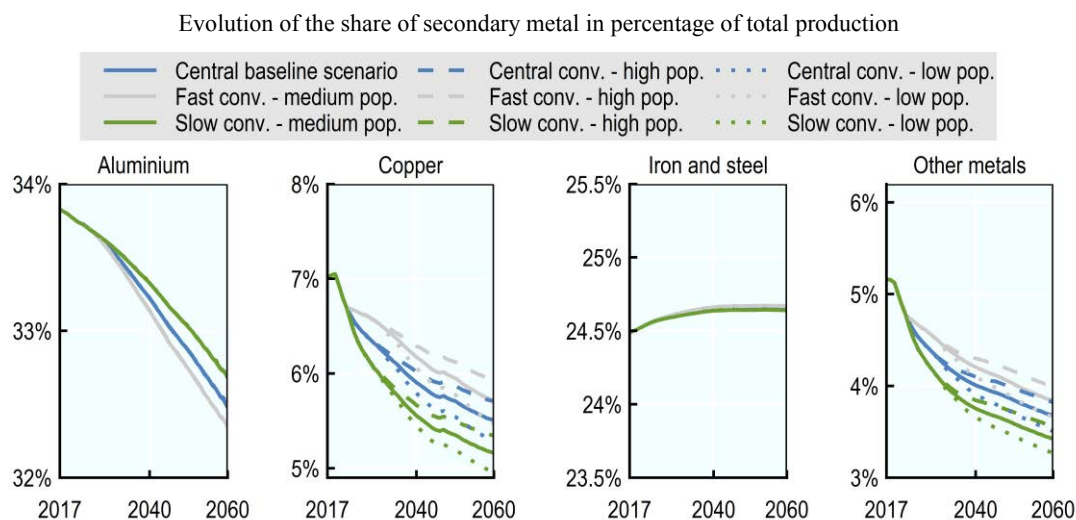 Evolution of the share of secondary metal in percentage of total production
Central baseline scenario Central conv. - high pop. Central conv. - low pop.
Fast conv. - medium pop. Fast conv. - high pop. Fast conv. - low pop.
Slow conv. - medium pop. Slow conv. - high pop. Slow conv. - low pop.
Aluminium
34%
33%
32%
2017 2040 2060
Copper
8%
7%
6%
5%
2017 2040 2060
Iron and steel
25.5%
25%
24.5%
24%
23.5%
2017 2040 2060
Other metals
6%
5%
4%
3%
2017 2040 2060